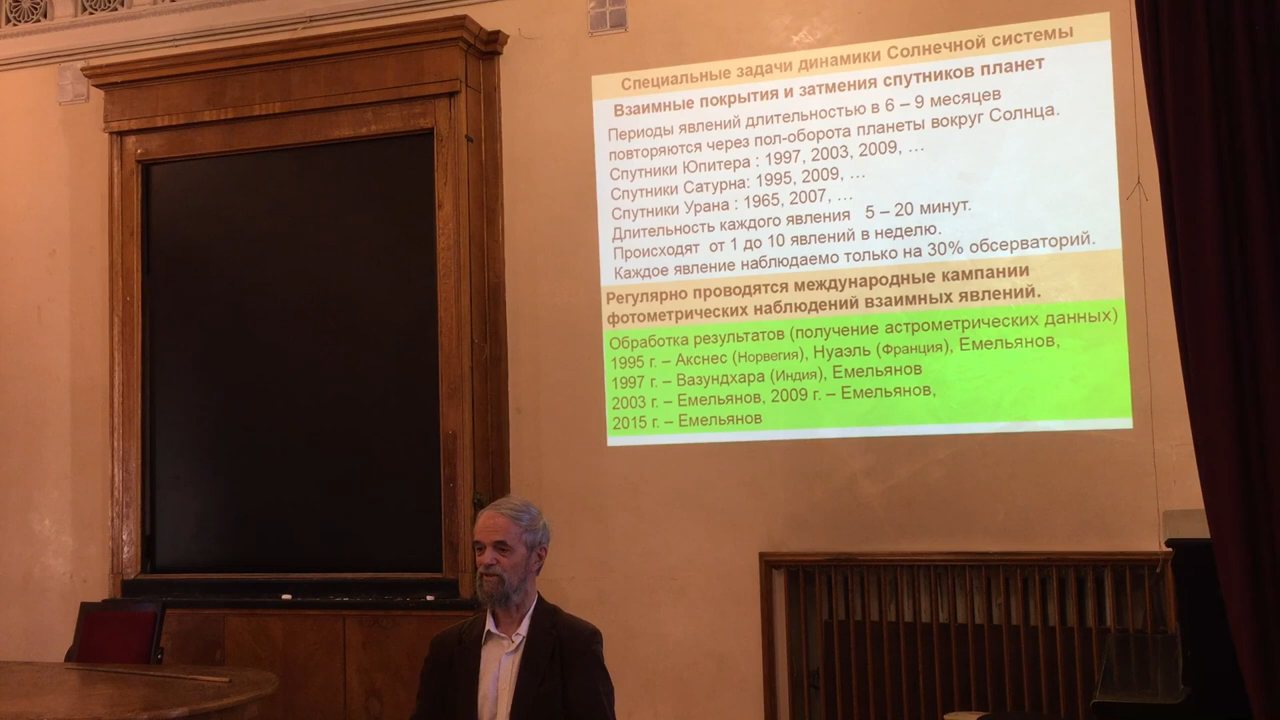 Специальные задачи динамики Солнечной системы
Взаимные покрытия и затмения спутников планет
Периоды явлений длительностью в 6 – 9 месяцев
повторяются через пол-оборота планеты вокруг Солнца.
Спутники Юпитера : 1997, 2003, 2009, …
Спутники Сатурна: 1995, 2009, …
Спутники Урана : 1965, 2007, …
Длительность каждого явления 5 – 20 минут.
Происходят от 1 до 10 явлений в неделю.
Каждое явление наблюдаемо только на 30% обсерваторий.
Регулярно проводятся международные кампании
фотометрических наблюдений взаимных явлений.
Обработка результатов (получение астрометрических данных)
1995 г. – Акснес (Норвегия), Нуаэль (Франция), Емельянов,
1997 г. – Вазундхара (Индия), Емельянов
2003 г. – Емельянов, 2009 г. – Емельянов,
2015 г. – Емельянов